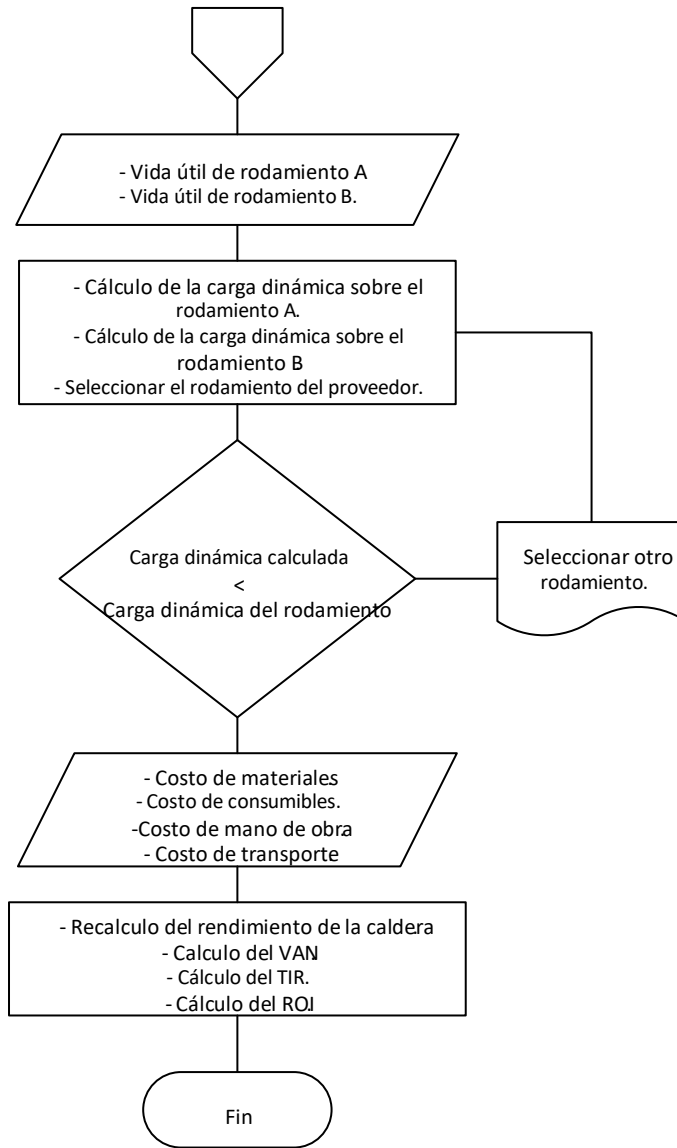 - Vida útil de rodamiento A
- Vida útil de rodamiento B.
- Cálculo de la carga dinámica sobre el
rodamiento A.
- Cálculo de la carga dinámica sobre el
rodamiento B
- Seleccionar el rodamiento del proveedor.
Carga dinámica calculada
<
Carga dinámica del rodamiento
Seleccionar otro
rodamiento.
- Costo de materiales
- Costo de consumibles.
-Costo de mano de obra
- Costo de transporte
- Recalculo del rendimiento de la caldera
- Calculo del VAN
- Cálculo del TIR.
- Cálculo del ROI
Fin